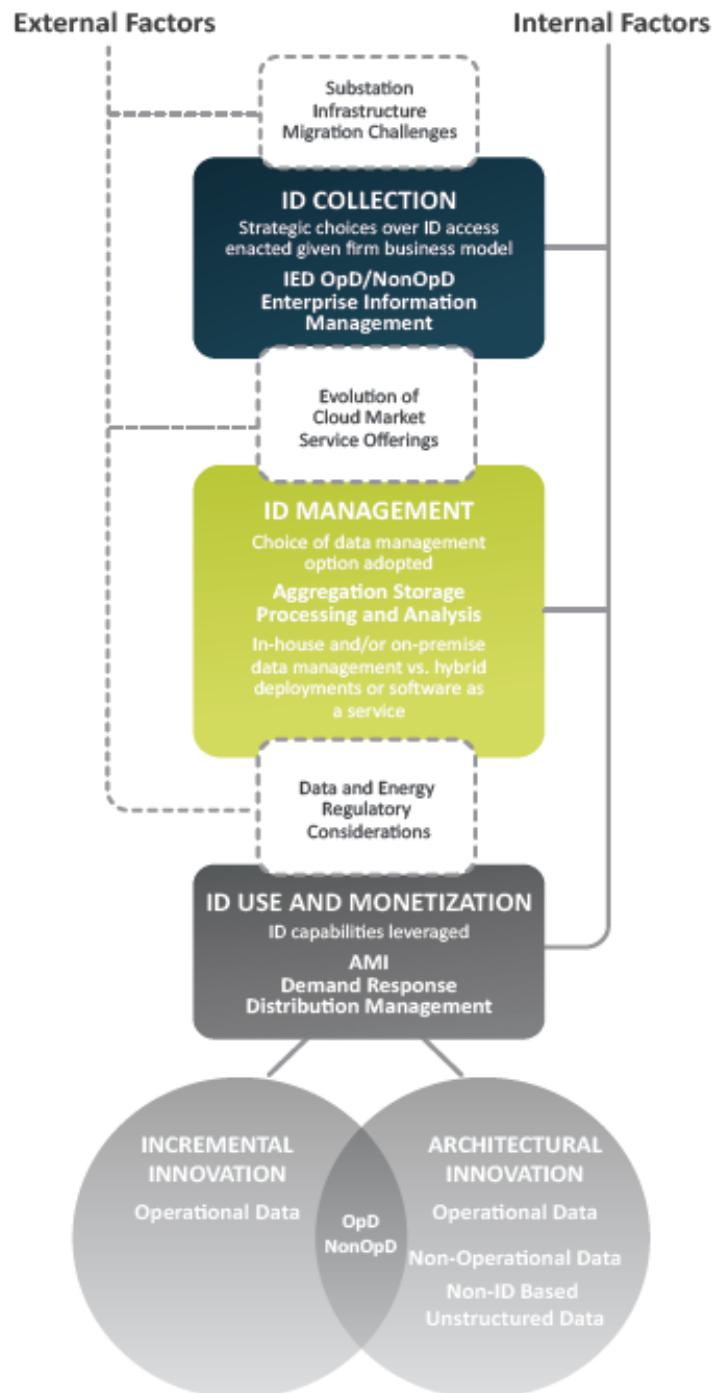 External Factors
Internal Factors
Substation
Infrastructure
Migration Challenges
ID COLLECTION
Strategic choices over ID access
enacted given firm business model
IED OpD/NonOpD
Enterprise Information
Management
Evolution of
Cloud Market
Service Offerings
ID MANAGEMENT
Choice of data management
option adopted
Aggregation Storage
Processing and Analysis
In-house and/or on-premise
data management vs. hybrid
deployments or software as
a service
Data and Energy
Regulatory
Considerations
ID USE AND MONETIZATION
ID capabilities leveraged
AMI
Demand Response
Distribution Management
INCREMENTAL
INNOVATION
Operational Data
OpD
NonOpD
ARCHITECTURAL
INNOVATION
Operational Data
Non-Operational Data
Non-ID Based
Unstructured Data